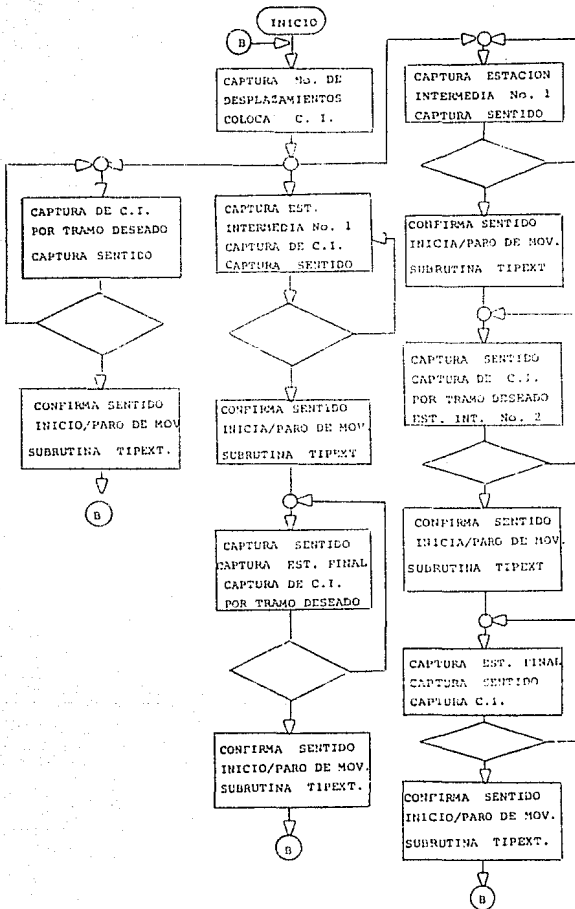 INICIO
B
CAPTURA No. DE
DESPLAZAMIENTOS
COLOCA C. I.
CAPTURA DE C.I.
POR TRAMO DESEADO
CAPTURA SENTIDO
CONFIRMA SENTIDO
INICIO/PARO DE MOV
SUBRUTINA TIPEXT.
B
CAPTURA EST.
INTERMEDIA No. 1
CAPTURA DE C.I.
CAPTURA SENTIDO
CONFIRMA SENTIDO
INICIA/PARO DE MOV
SUBRUTINA TIPEXT
CAPTURA SENTIDO
CAPTURA EST. FINAL
CAPTURA DE C.I.
POR TRAMO DESEADO
CONFIRMA SENTIDO
INICIO/PARO DE MOV.
SUBRUTINA TIPEXT.
B
CAPTURA ESTACION
INTERMEDIA No. 1
CAPTURA SENTIDO
CONFIRMA SENTIDO
INICIA/PARO DE MOV.
SUBRUTINA TIPEXT
CAPTURA SENTIDO
CAPTURA DE C.I.
POR TRAMO DESEADO
EST. INT. No. 2
CONFIRMA SENTIDO
INICIA/PARO DE MOV.
SUBRUTINA TIPEXT
CAPTURA EST. FINAL
CAPTURA SENTIDO
CAPTURA C.I.
CONFIRMA SENTIDO
INICIO/PARO DE MOV.
SUBRUTINA TIPEXT.
B